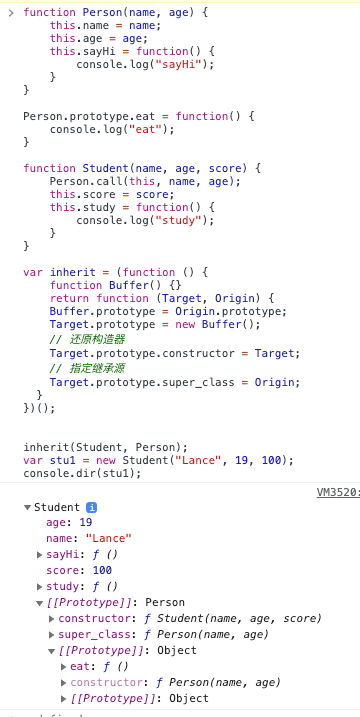 function Person(name, age) {
    this.name = name;
    this.age = age;
    this.sayHi = function() {
        console.log("sayHi");
    }
}

Person.prototype.eat = function() {
    console.log("eat");
}

function Student(name, age, score) {
    Person.call(this, name, age);
    this.score = score;
    this.study = function() {
        console.log("study");
    }
}

var inherit = (function () {
    function Buffer() {}
    return function (Target, Origin) {
    Buffer.prototype = Origin.prototype;
    Target.prototype = new Buffer();
    // 还原构造器
    Target.prototype.constructor = Target;
    // 指定继承源
    Target.prototype.super_class = Origin;
  }
})();

inherit(Student, Person);
var stu1 = new Student("Lance", 19, 100);
console.dir(stu1);
VM3520:
Student i
age: 19
name: "Lance"
sayHi: ƒ ()
score: 100
study: ƒ ()
[[Prototype]]: Person
constructor: ƒ Student(name, age, score)
super_class: ƒ Person(name, age)
[[Prototype]]: Object
eat: ƒ ()
constructor: ƒ Person(name, age)
[[Prototype]]: Object